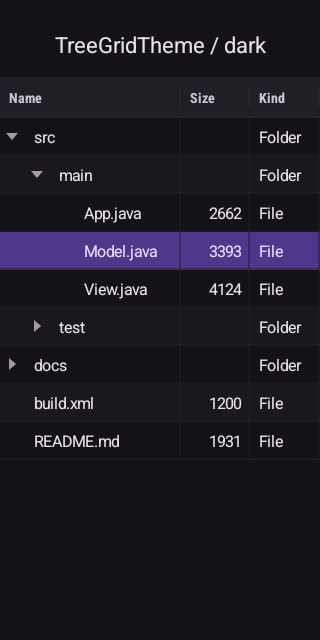 TreeGridTheme / dark
Name Size Kind
src Folder
main Folder
App.java 2662 File
Model.java 3393 File
View.java 4124 File
test Folder
docs Folder
build.xml 1200 File
README.md 1931 File